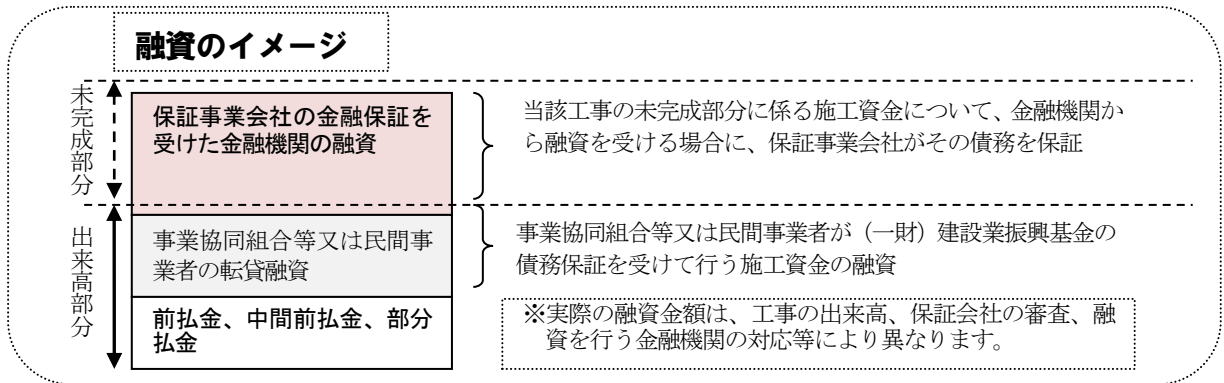 融資のイメージ
未完成部分
保証事業会社の金融保証を
受けた金融機関の融資
当該工事の未完成部分に係る施工資金について、金融機関か
ら融資を受ける場合に、保証事業会社がその債務を保証
出来高部分
事業協同組合等又は民間事
業者の転貸融資
事業協同組合等又は民間事業者が（一財）建設業振興基金の
債務保証を受けて行う施工資金の融資
前払金、中間前払金、部分
払金
※実際の融資金額は、工事の出来高、保証会社の審査、融
資を行う金融機関の対応等により異なります。